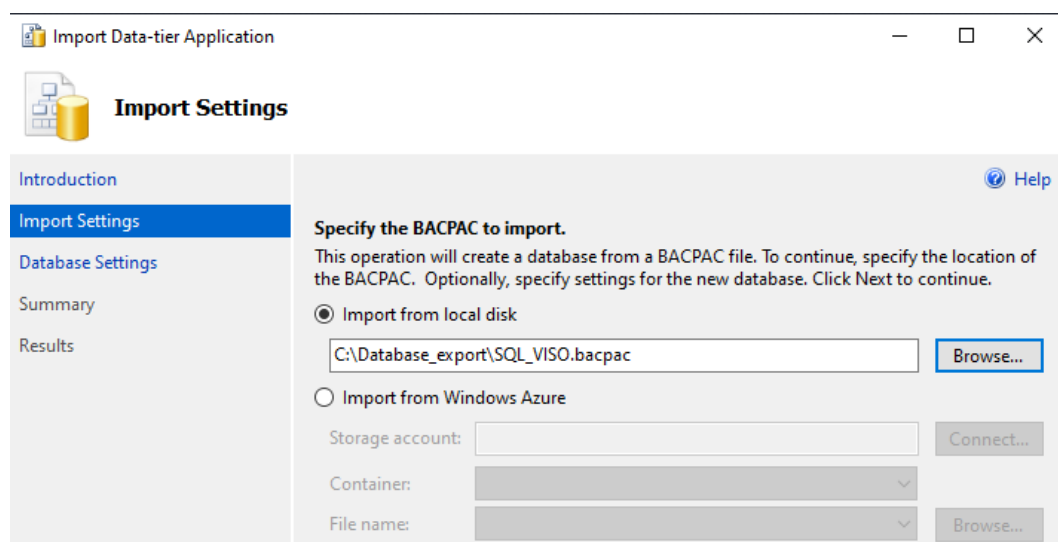 Import Data-tier Application
Import Settings
Introduction
Help
Import Settings
Database Settings
Summary
Results
Specify the BACPAC to import.
This operation will create a database from a BACPAC file. To continue, specify the location of
the BACPAC.  Optionally, specify settings for the new database. Click Next to continue.
Import from local disk
C:\Database_export\SQL_VISO.bacpac
Browse...
Import from Windows Azure
Storage account:
Connect...
Container:
File name:
Browse...